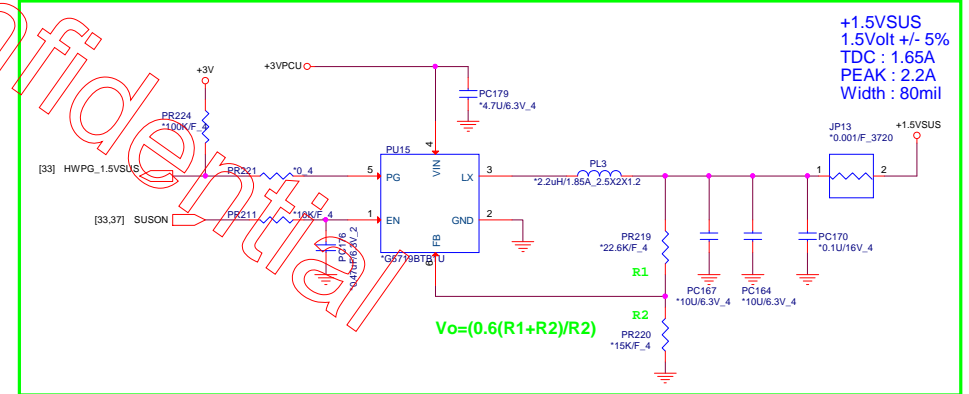 +1.5VSUS
1.5Volt +/- 5%
TDC : 1.65A
PEAK : 2.2A
Width : 80mil
+3V
+3VPCU
PC179
*4.7U/6.3V_4
PR224
*100K/F_4
JP13
*0.001/F_3720
+1.5VSUS
PU15
4
VIN
PL3
[33] HWPG_1.5VSUS
PR221
*0_4
5
PG
LX
3
*2.2uH/1.85A_2.5X2X1.2
1
2
[33,37] SUSON
PR211
*10K/F_4
1
EN
GND
2
FB
6
PC176
*0.47uF/6.3V_2
*G5719BTBTU
PR219
*22.6K/F_4
R1
PC170
*0.1U/16V_4
PC167
*10U/6.3V_4
PC164
*10U/6.3V_4
R2
PR220
*15K/F_4
Vo=(0.6(R1+R2)/R2)
nfidential